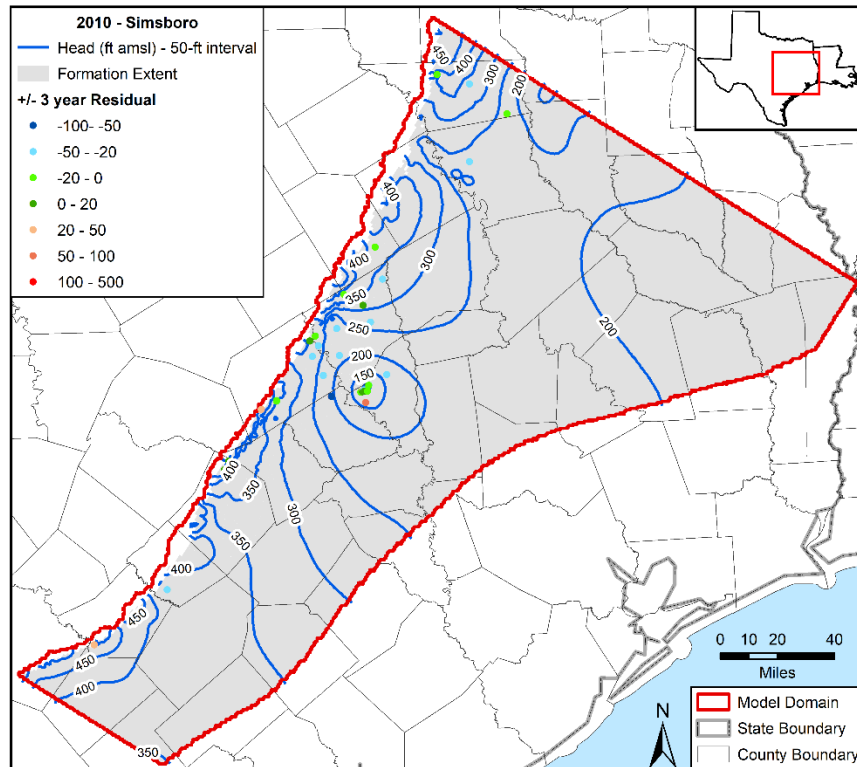 2010 - Simsboro
Head (ft amsl) - 50-ft interval
Formation Extent
+/- 3 year Residual
-100- -50
-50 - -20
-20 - 0
0 - 20
20 - 50
50 - 100
100 - 500
450
400
300
200
400
400
300
350
250
200
200
150
400
350
300
350
400
450
450
400
350
0 10 20 40
Miles
N
Model Domain
State Boundary
County Boundary